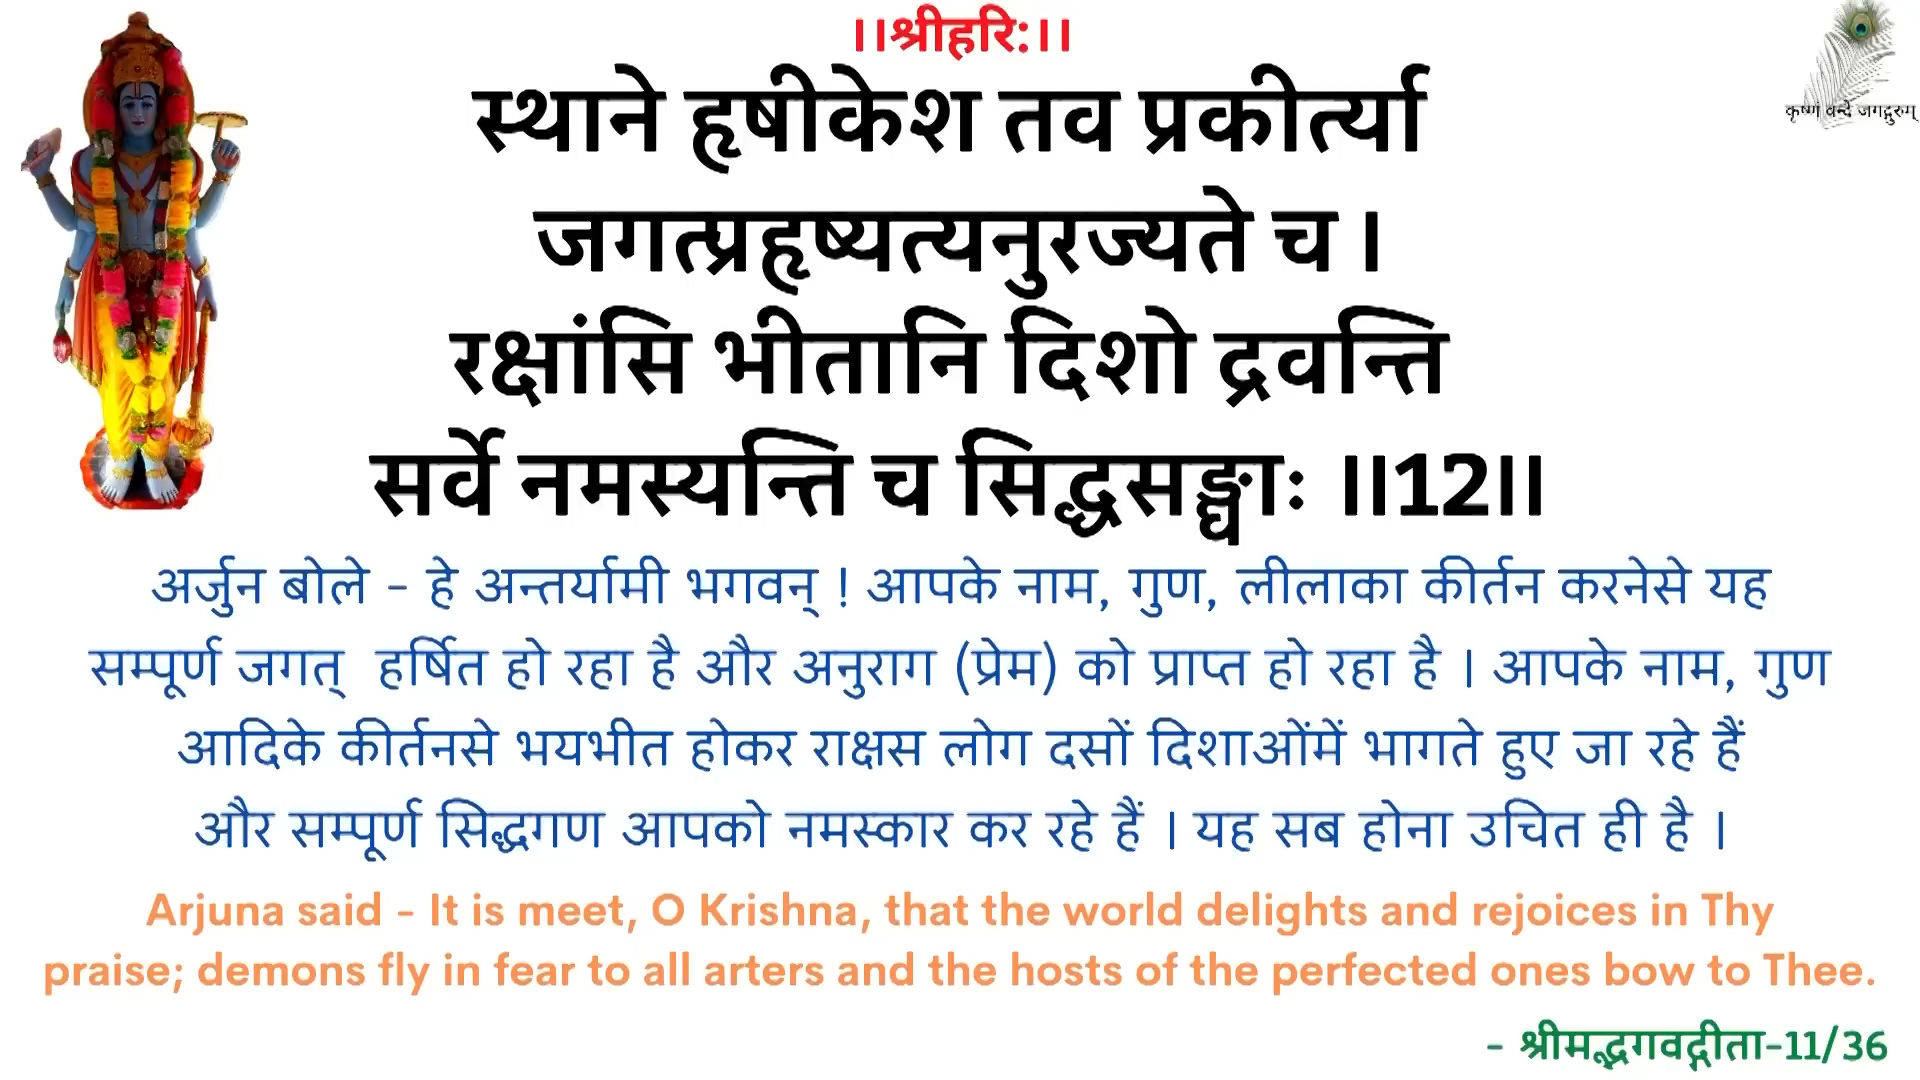 ।।श्रीहरि:।।
कृष्णं वन्दे जगद्गुरुम्
स्थाने हृषीकेश तव प्रकीर्त्या
जगत्प्रहृष्यत्यनुरज्यते च ।
रक्षांसि भीतानि दिशो द्रवन्ति
सर्वे नमस्यन्ति च सिद्धसङ्घाः ॥12॥
अर्जुन बोले - हे अन्तर्यामी भगवन् ! आपके नाम, गुण, लीलाका कीर्तन करनेसे यह
सम्पूर्ण जगत् हर्षित हो रहा है और अनुराग (प्रेम) को प्राप्त हो रहा है । आपके नाम, गुण
आदिके कीर्तनसे भयभीत होकर राक्षस लोग दसों दिशाओंमें भागते हुए जा रहे हैं
और सम्पूर्ण सिद्धगण आपको नमस्कार कर रहे हैं । यह सब होना उचित ही है ।
Arjuna said - It is meet, O Krishna, that the world delights and rejoices in Thy
praise; demons fly in fear to all arters and the hosts of the perfected ones bow to Thee.
- श्रीमद्भगवद्गीता-11/36